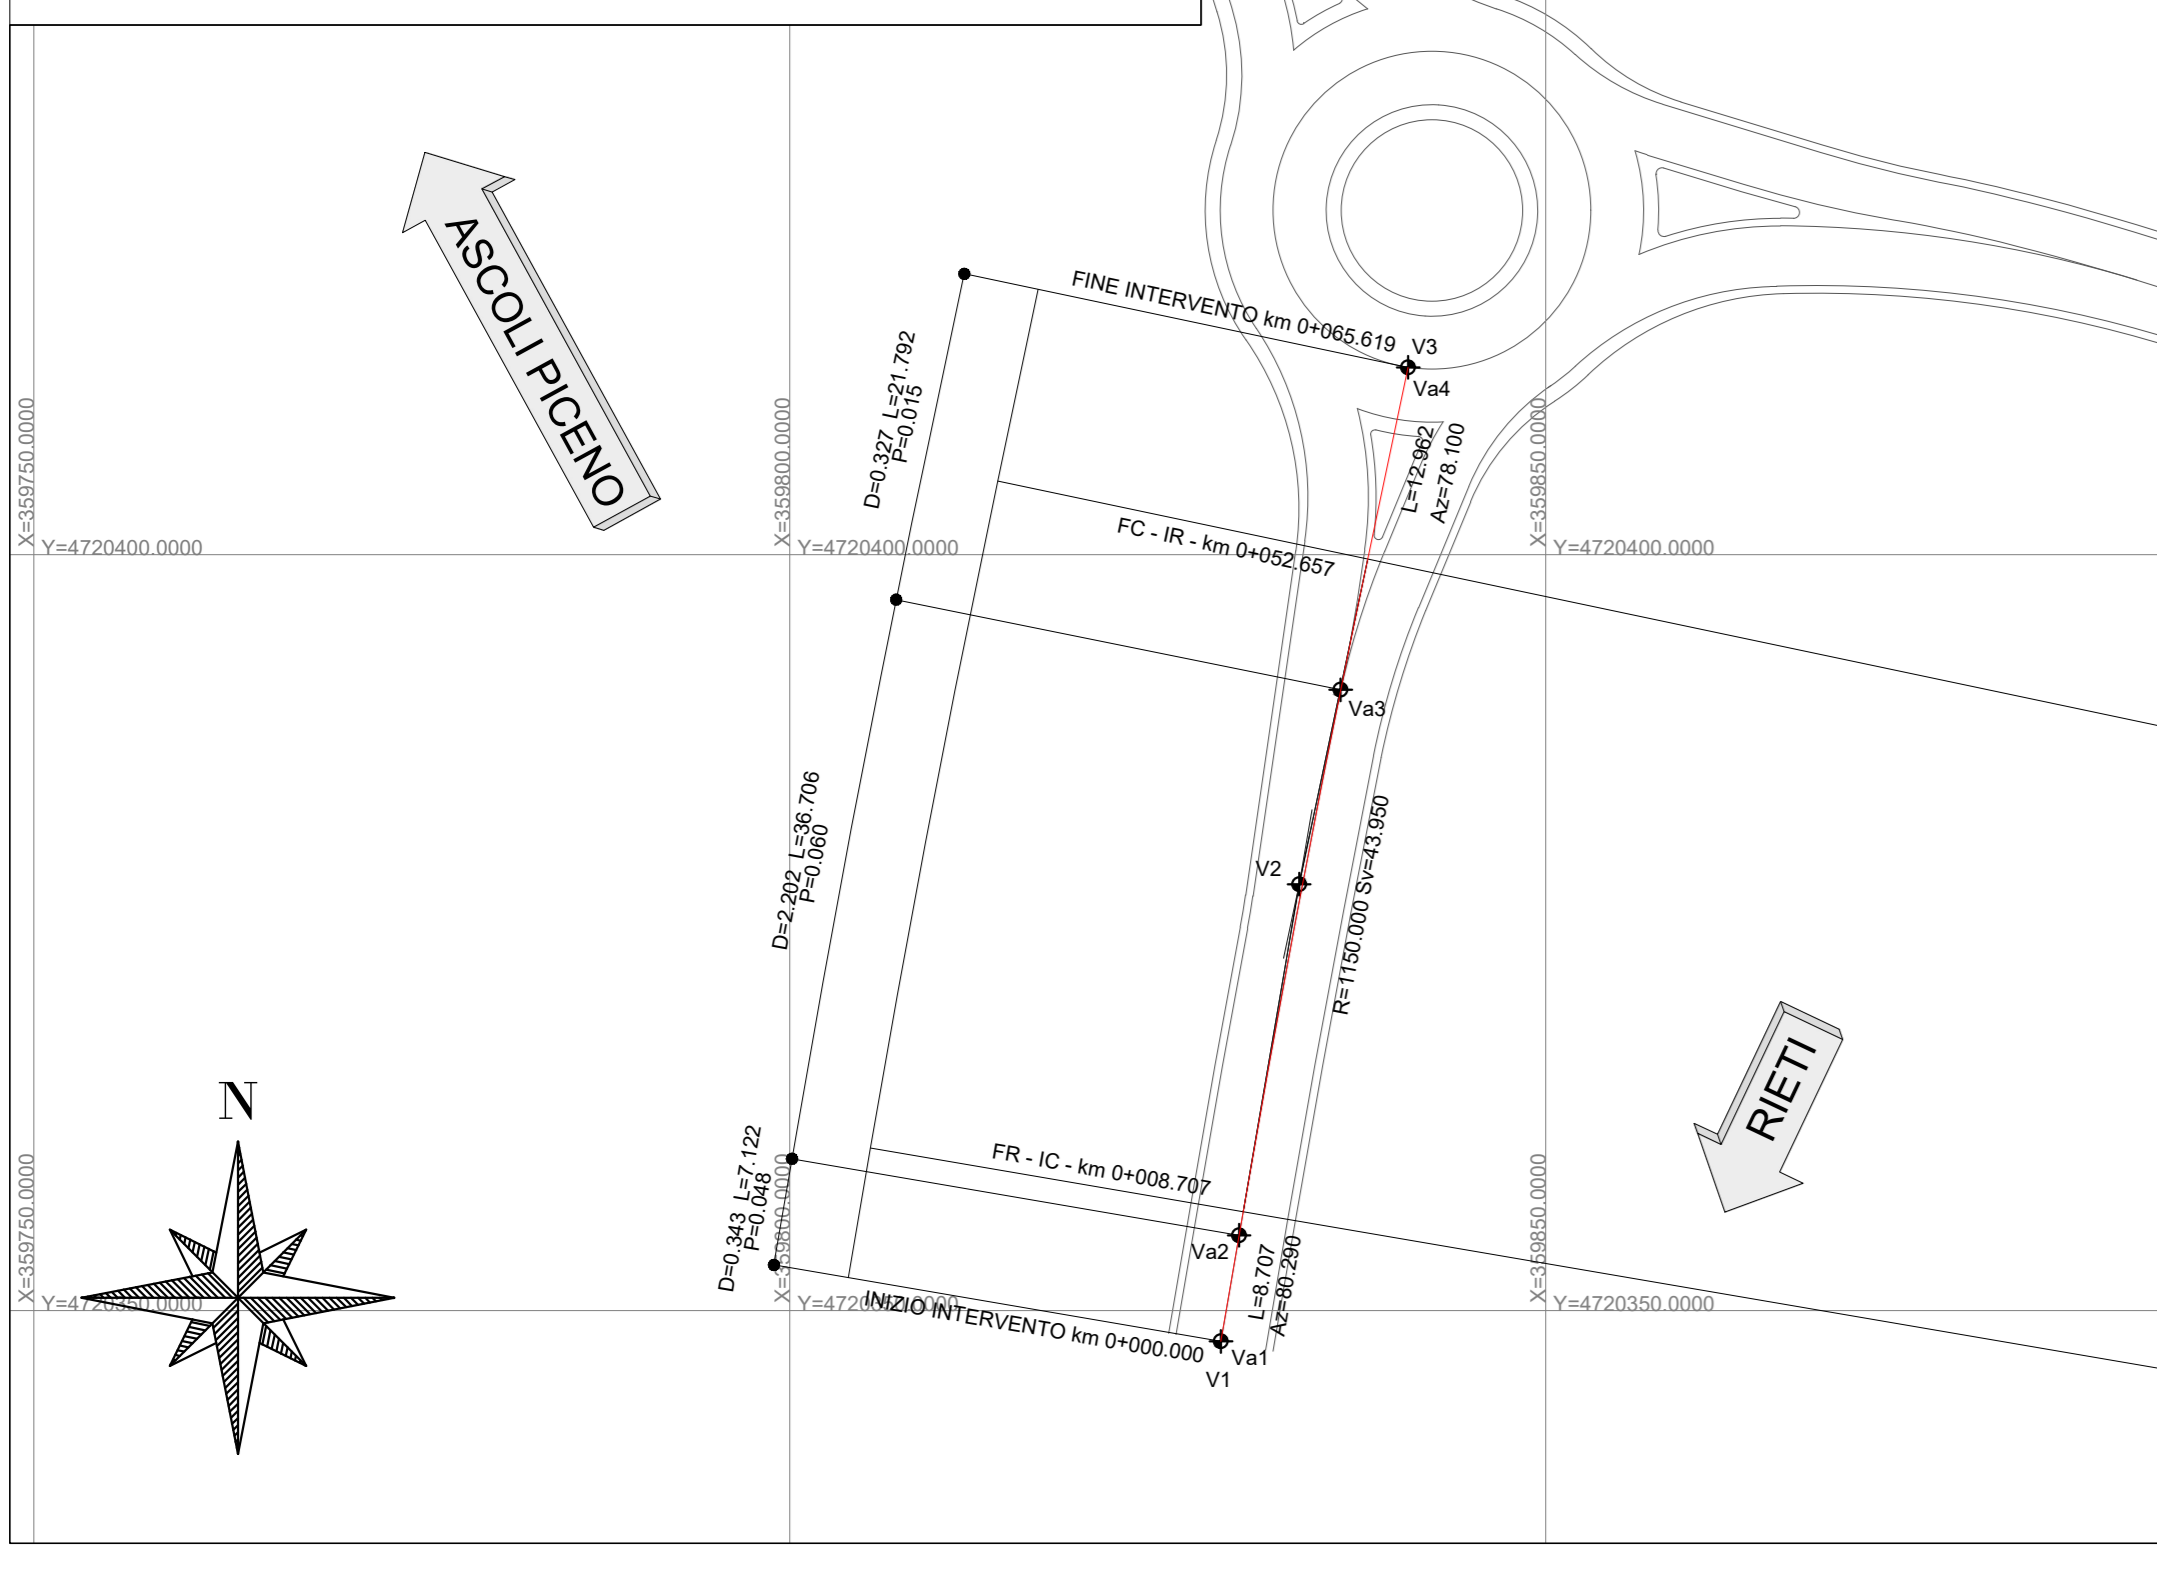 ASCOLI PICENO
FINE INTERVENTO km 0+065.619
V3
Va4
D=0.327 L=21.792
P=0.015
L=12.962
Az=78.100
X=359750.0000
X=359800.0000
X=359850.0000
Y=4720400.0000
Y=4720400.0000
Y=4720400.0000
FC - IR - km 0+052.657
Va3
D=2.202 L=36.706
P=0.060
V2
R=1150.000 Sv=43.950
RIETI
N
D=0.343 L=7.122
P=0.048
FR - IC - km 0+008.707
Va2
L=8.707
Az=80.290
X=359750.0000
X=359800.0000
X=359850.0000
Y=4720350.0000
Y=4720350.0000
Y=4720350.0000
INIZIO INTERVENTO km 0+000.000
Va1
V1